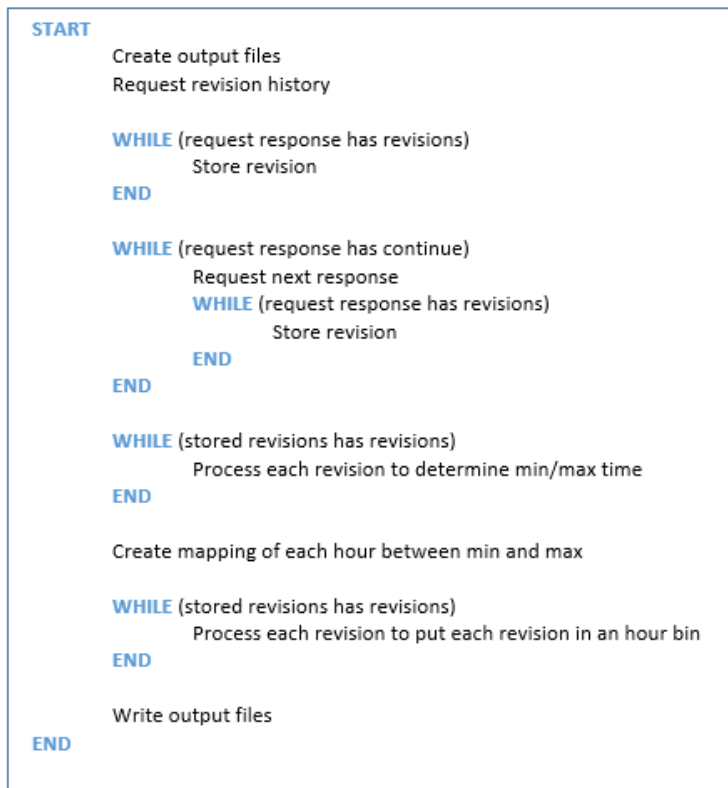 START
Create output files
Request revision history
WHILE (request response has revisions)
Store revision
END
WHILE (request response has continue)
Request next response
WHILE (request response has revisions)
Store revision
END
END
WHILE (stored revisions has revisions)
Process each revision to determine min/max time
END
Create mapping of each hour between min and max
WHILE (stored revisions has revisions)
Process each revision to put each revision in an hour bin
END
Write output files
END